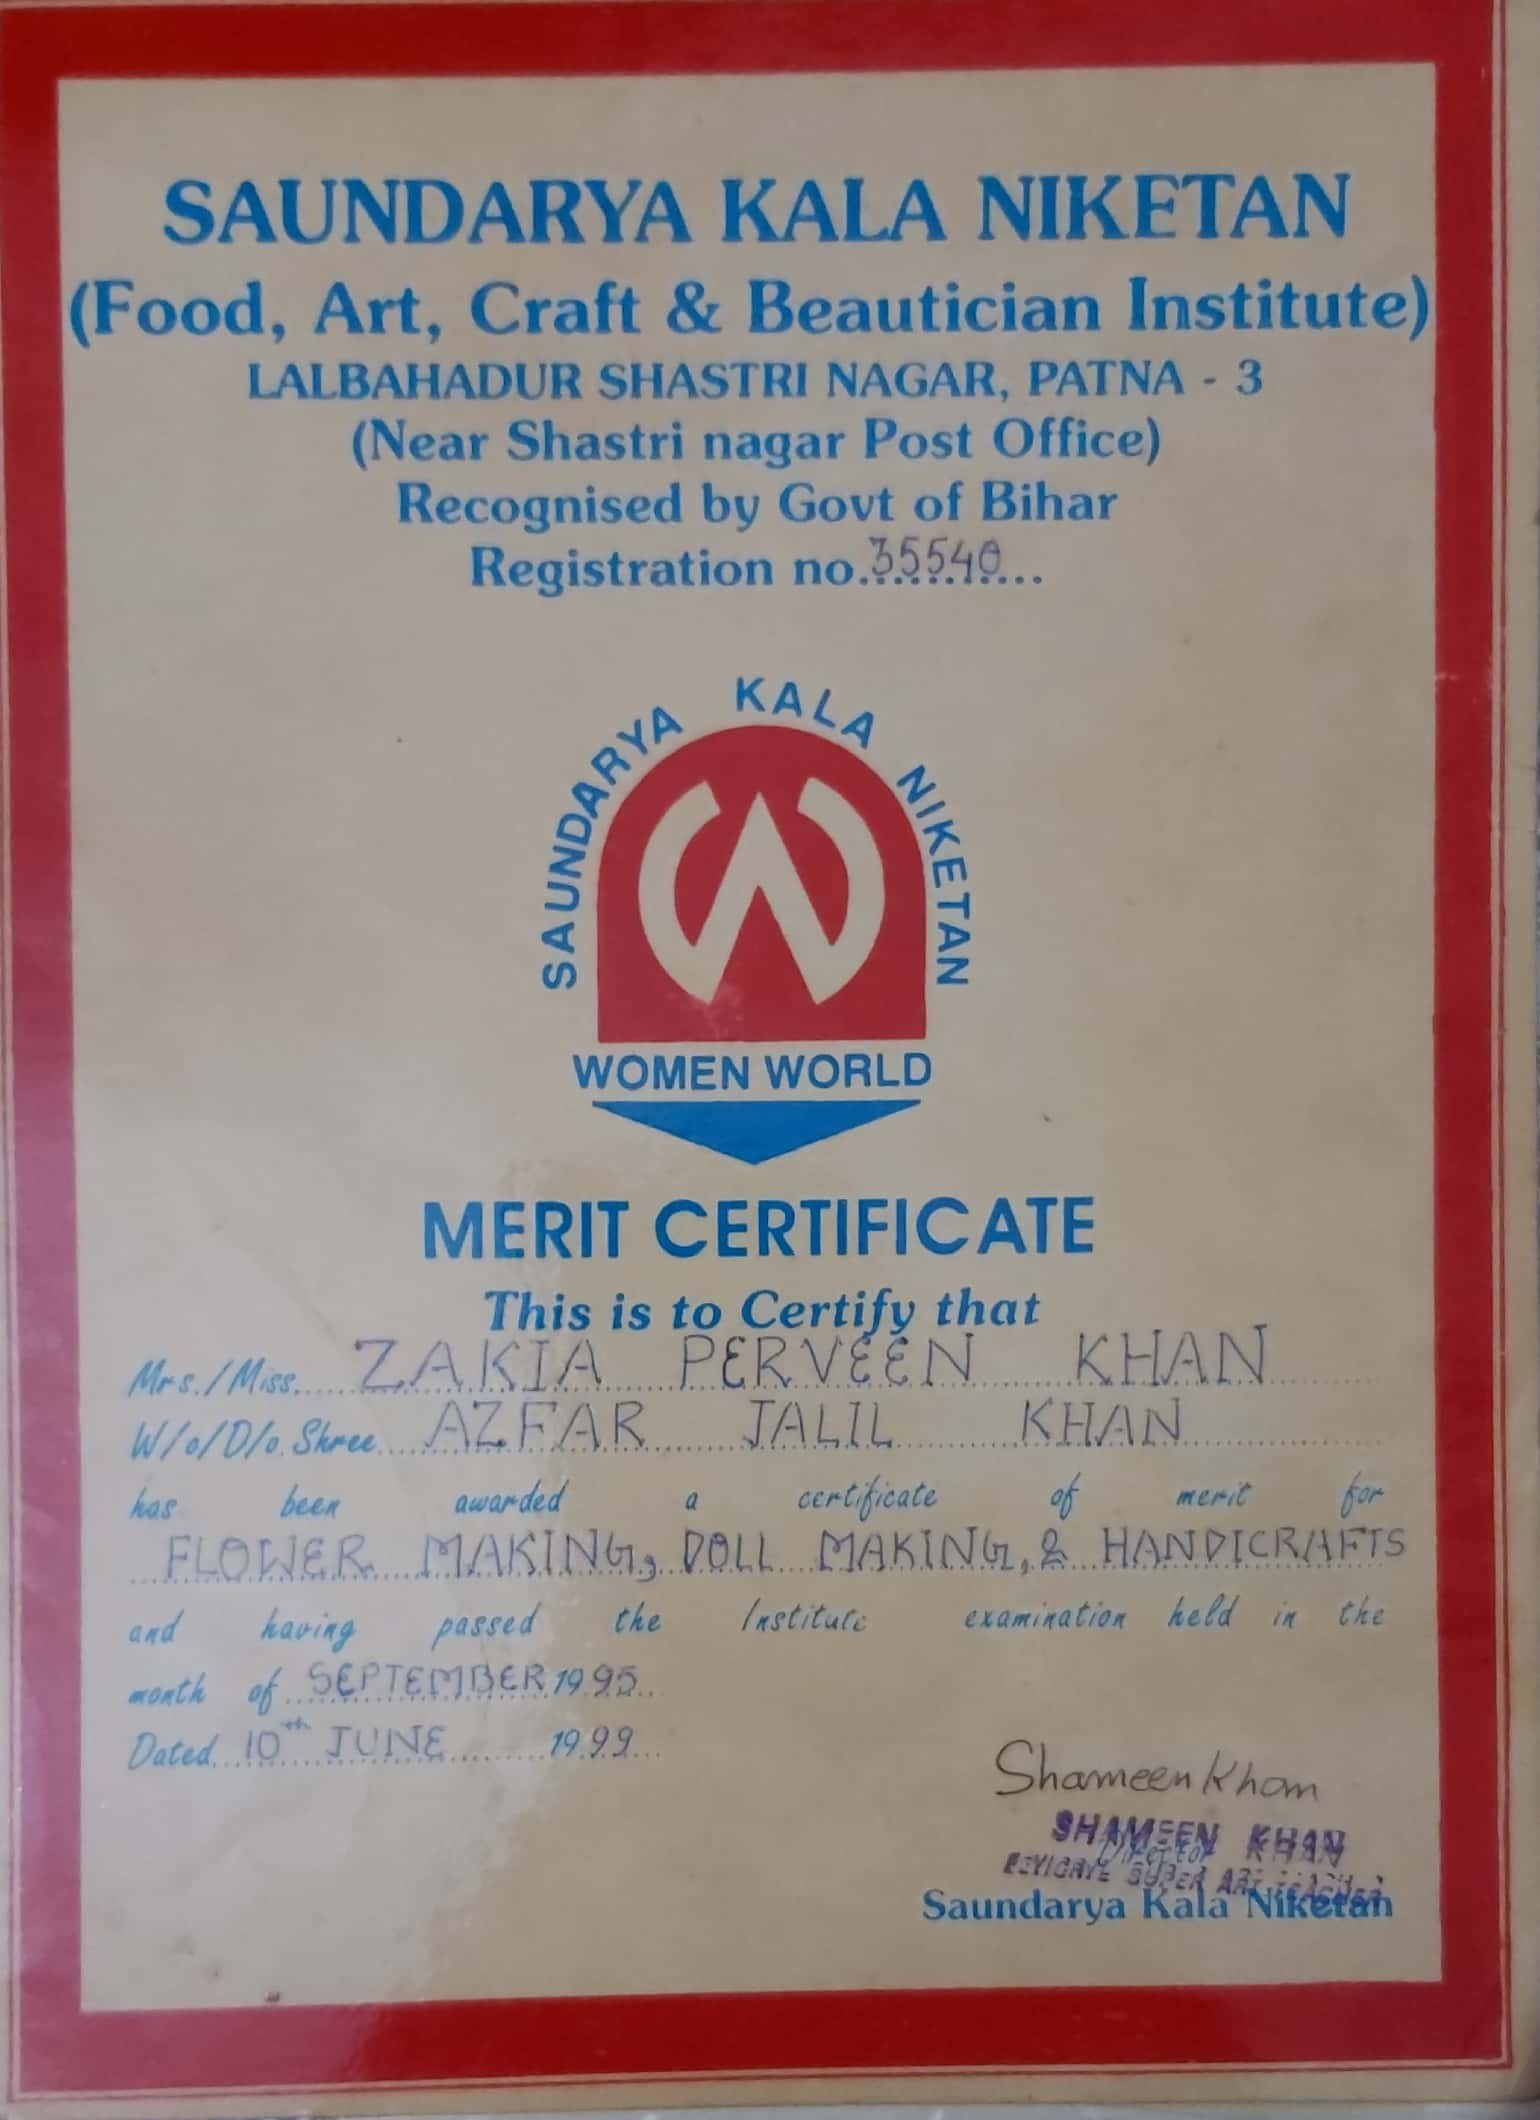 SAUNDARYA KALA NIKETAN
(Food, Art, Craft & Beautician Institute)
LALBAHADUR SHASTRI NAGAR, PATNA - 3
(Near Shastri nagar Post Office)
Recognised by Govt of Bihar
Registration no.35540...
SAUNDARYA KALA NIKETAN
WOMEN WORLD
MERIT CERTIFICATE
This is to Certify that
Mrs./Miss. ZAKIA PERVEEN KHAN
W/o/D/o. Shree AZFAR JALIL KHAN
has been awarded a certificate of merit for
FLOWER MAKING, DOLL MAKING, & HANDICRAFTS
and having passed the Institute examination held in the
month of SEPTEMBER 1995
Dated 10th JUNE 1999
Shameen Khan
SHAMEEN KHAN
Director
SUPER ART
Saundarya Kala Niketan